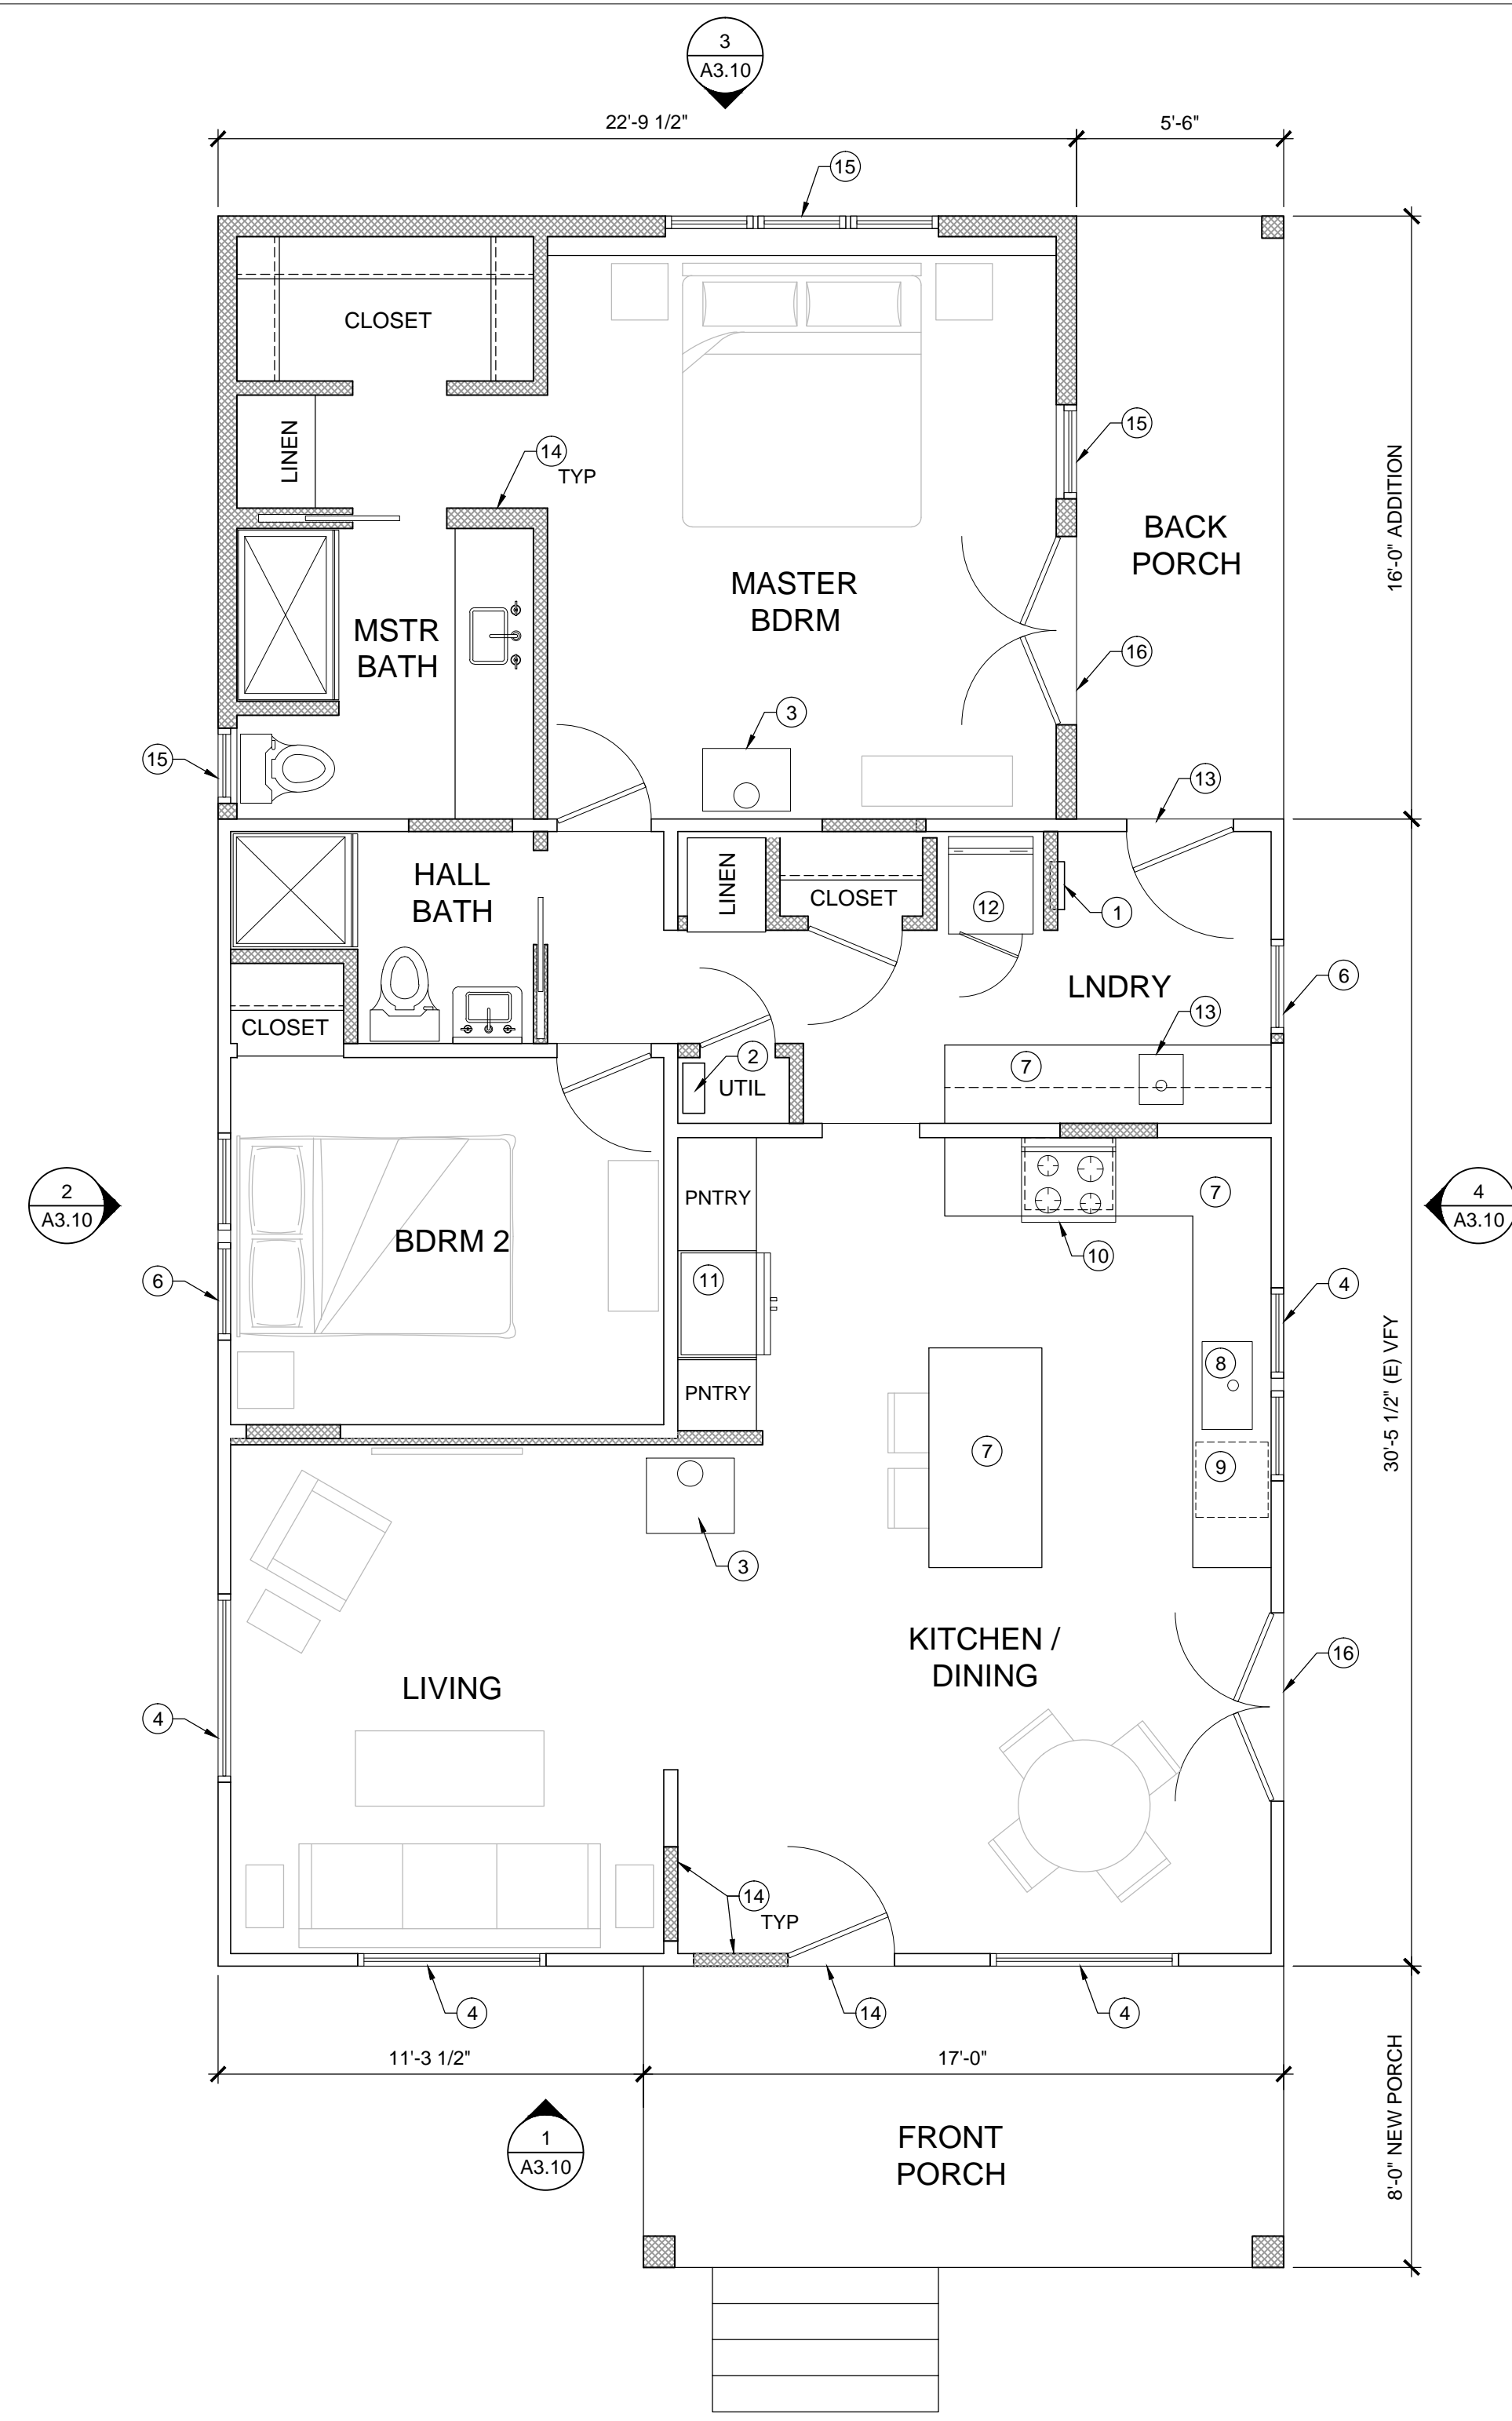 3
A3.10
22'-9 1/2"
5'-6"
15
CLOSET
LINEN
14
TYP
15
16'-0" ADDITION
BACK
PORCH
MASTER
BDRM
MSTR
BATH
16
3
15
13
HALL
BATH
LINEN
CLOSET
12
1
LNDRY
6
CLOSET
13
2
UTIL
7
2
A3.10
PNTRY
7
4
A3.10
BDRM 2
10
11
6
4
30'-5 1/2" (E) VFY
8
PNTRY
7
9
3
KITCHEN /
DINING
16
LIVING
4
14
TYP
4
14
4
11'-3 1/2"
17'-0"
8'-0" NEW PORCH
1
A3.10
FRONT
PORCH